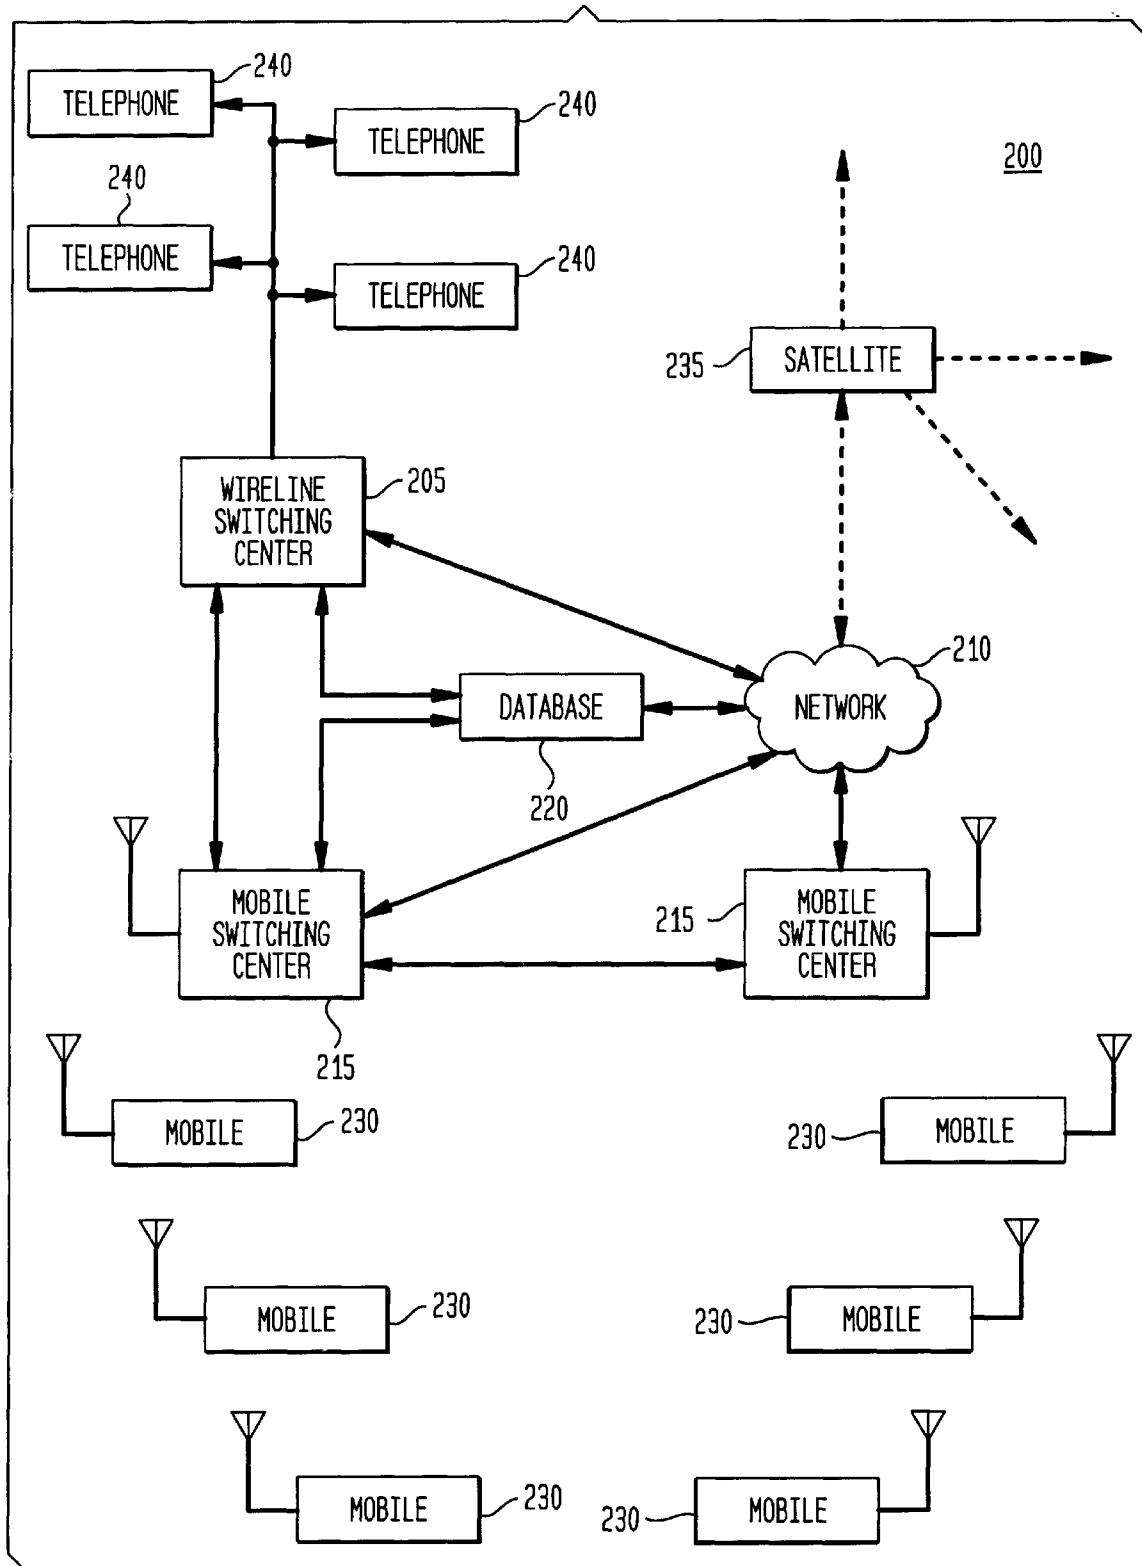 240
TELEPHONE
240
TELEPHONE
200
240
TELEPHONE
240
TELEPHONE
235
SATELLITE
WIRELINE
SWITCHING
CENTER
205
210
DATABASE
NETWORK
220
MOBILE
SWITCHING
CENTER
215
215
MOBILE
SWITCHING
CENTER
MOBILE
230
230
MOBILE
MOBILE
230
230
MOBILE
MOBILE
230
230
MOBILE